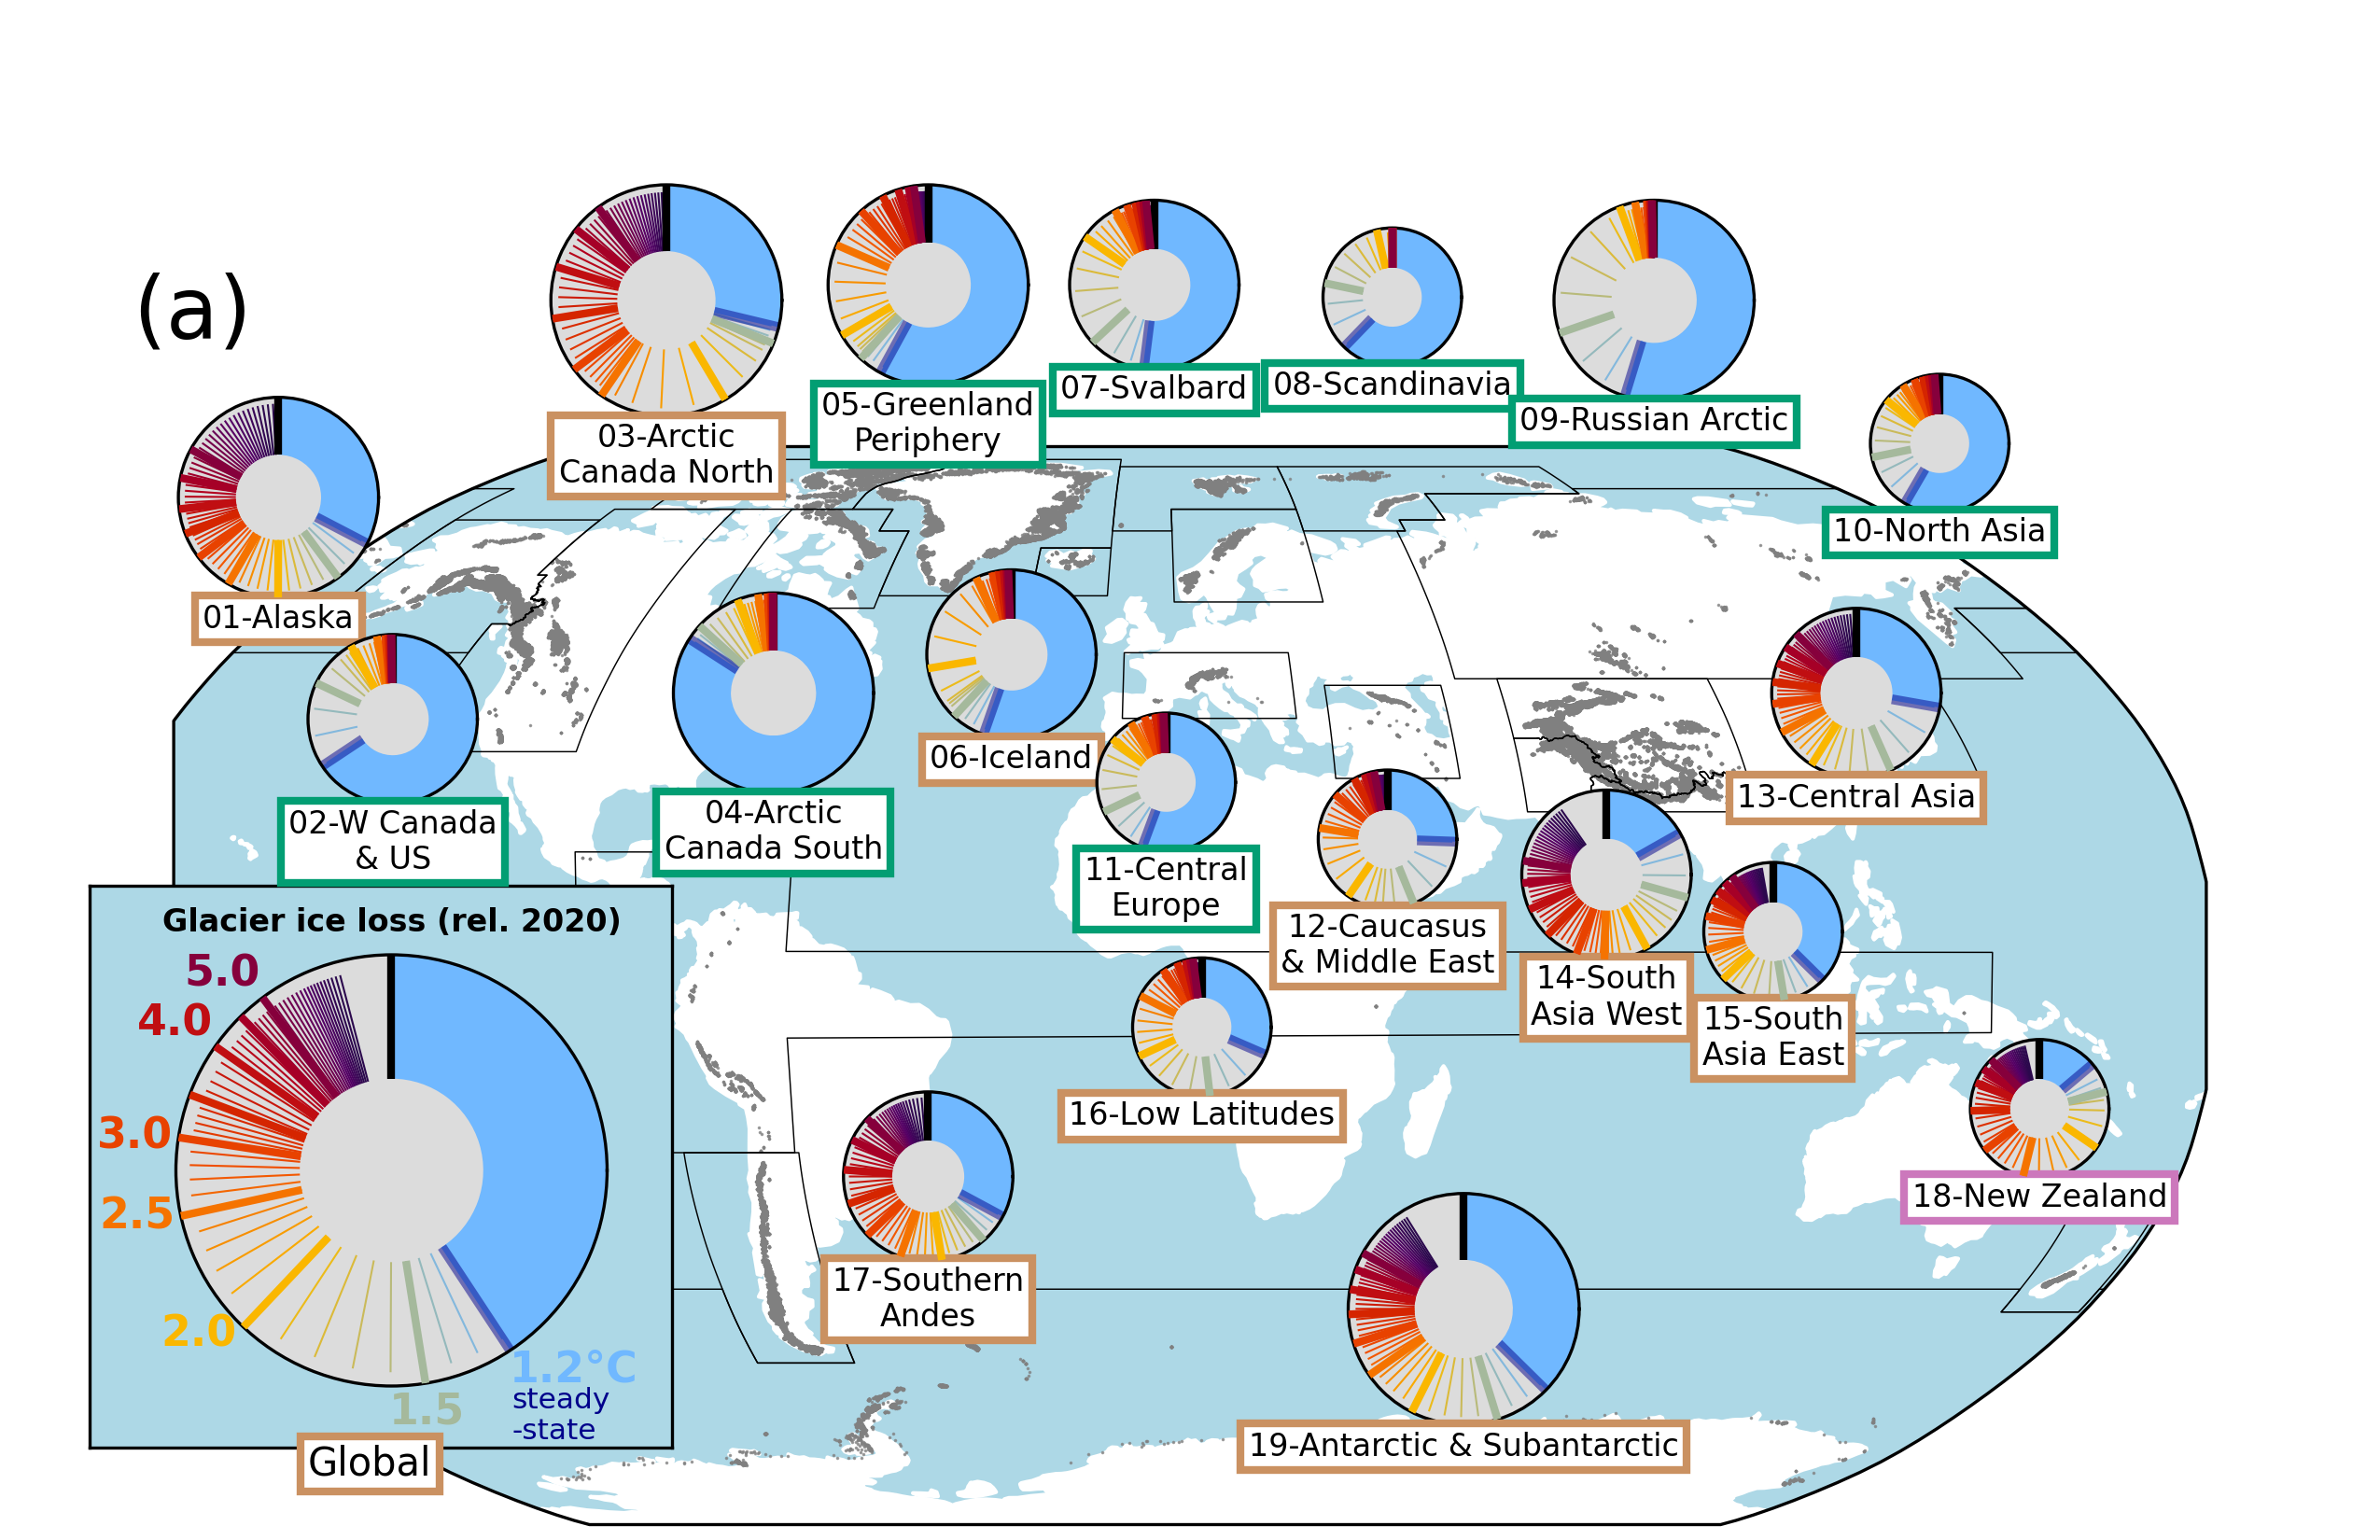 (a)
03-Arctic
Canada North
05-Greenland
Periphery
07-Svalbard
08-Scandinavia
09-Russian Arctic
10-North Asia
01-Alaska
02-W Canada
& US
04-Arctic
Canada South
06-Iceland
11-Central
Europe
12-Caucasus
& Middle East
13-Central Asia
14-South
Asia West
15-South
Asia East
16-Low Latitudes
17-Southern
Andes
18-New Zealand
19-Antarctic & Subantarctic
Glacier ice loss (rel. 2020)
5.0
4.0
3.0
2.5
2.0
1.5
1.2°C
steady
-state
Global